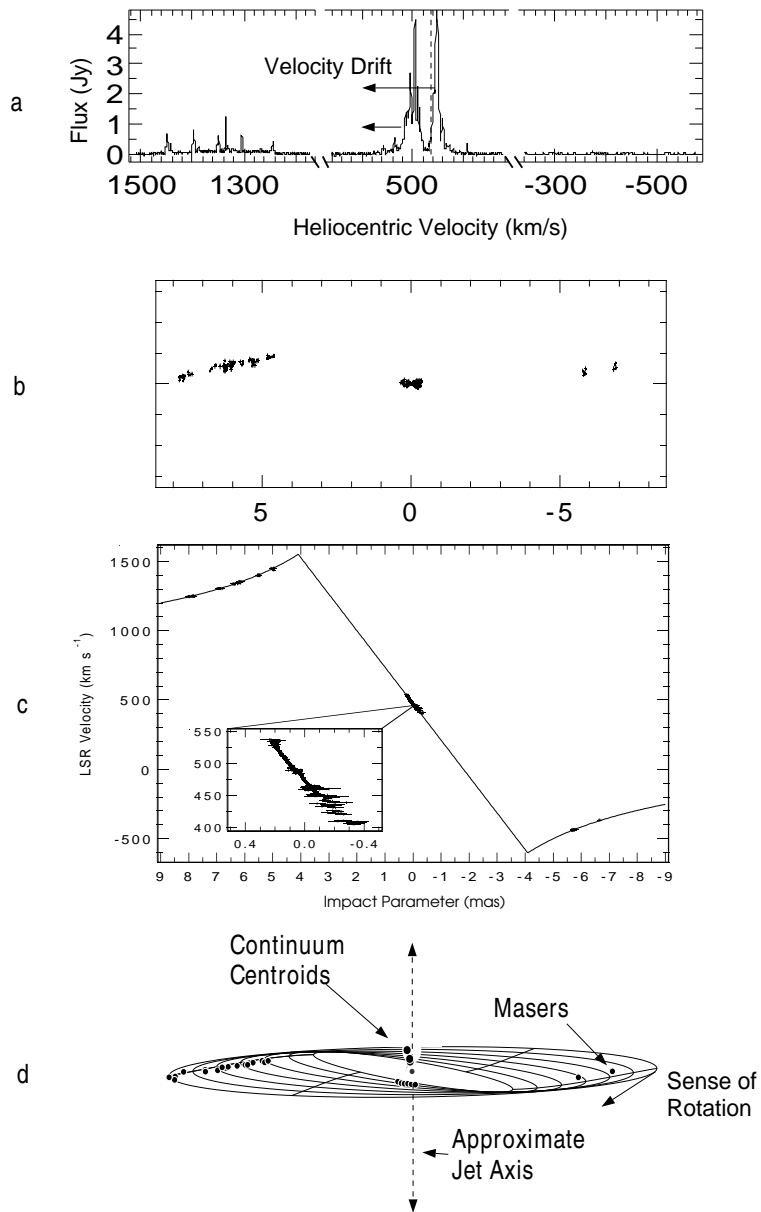 a
Flux (Jy)
4
3
2
1
0
Velocity Drift
1500 1300 500 -300 -500
Heliocentric Velocity (km/s)
b
5 0 -5
c
LSR Velocity (km s -1)
1500
1000
500
0
-500
550
500
450
400
0.4 0.0 -0.4
9 8 7 6 5 4 3 2 1 0 -1 -2 -3 -4 -5 -6 -7 -8 -9
Impact Parameter (mas)
d
Continuum
Centroids
Masers
Sense of
Rotation
Approximate
Jet Axis